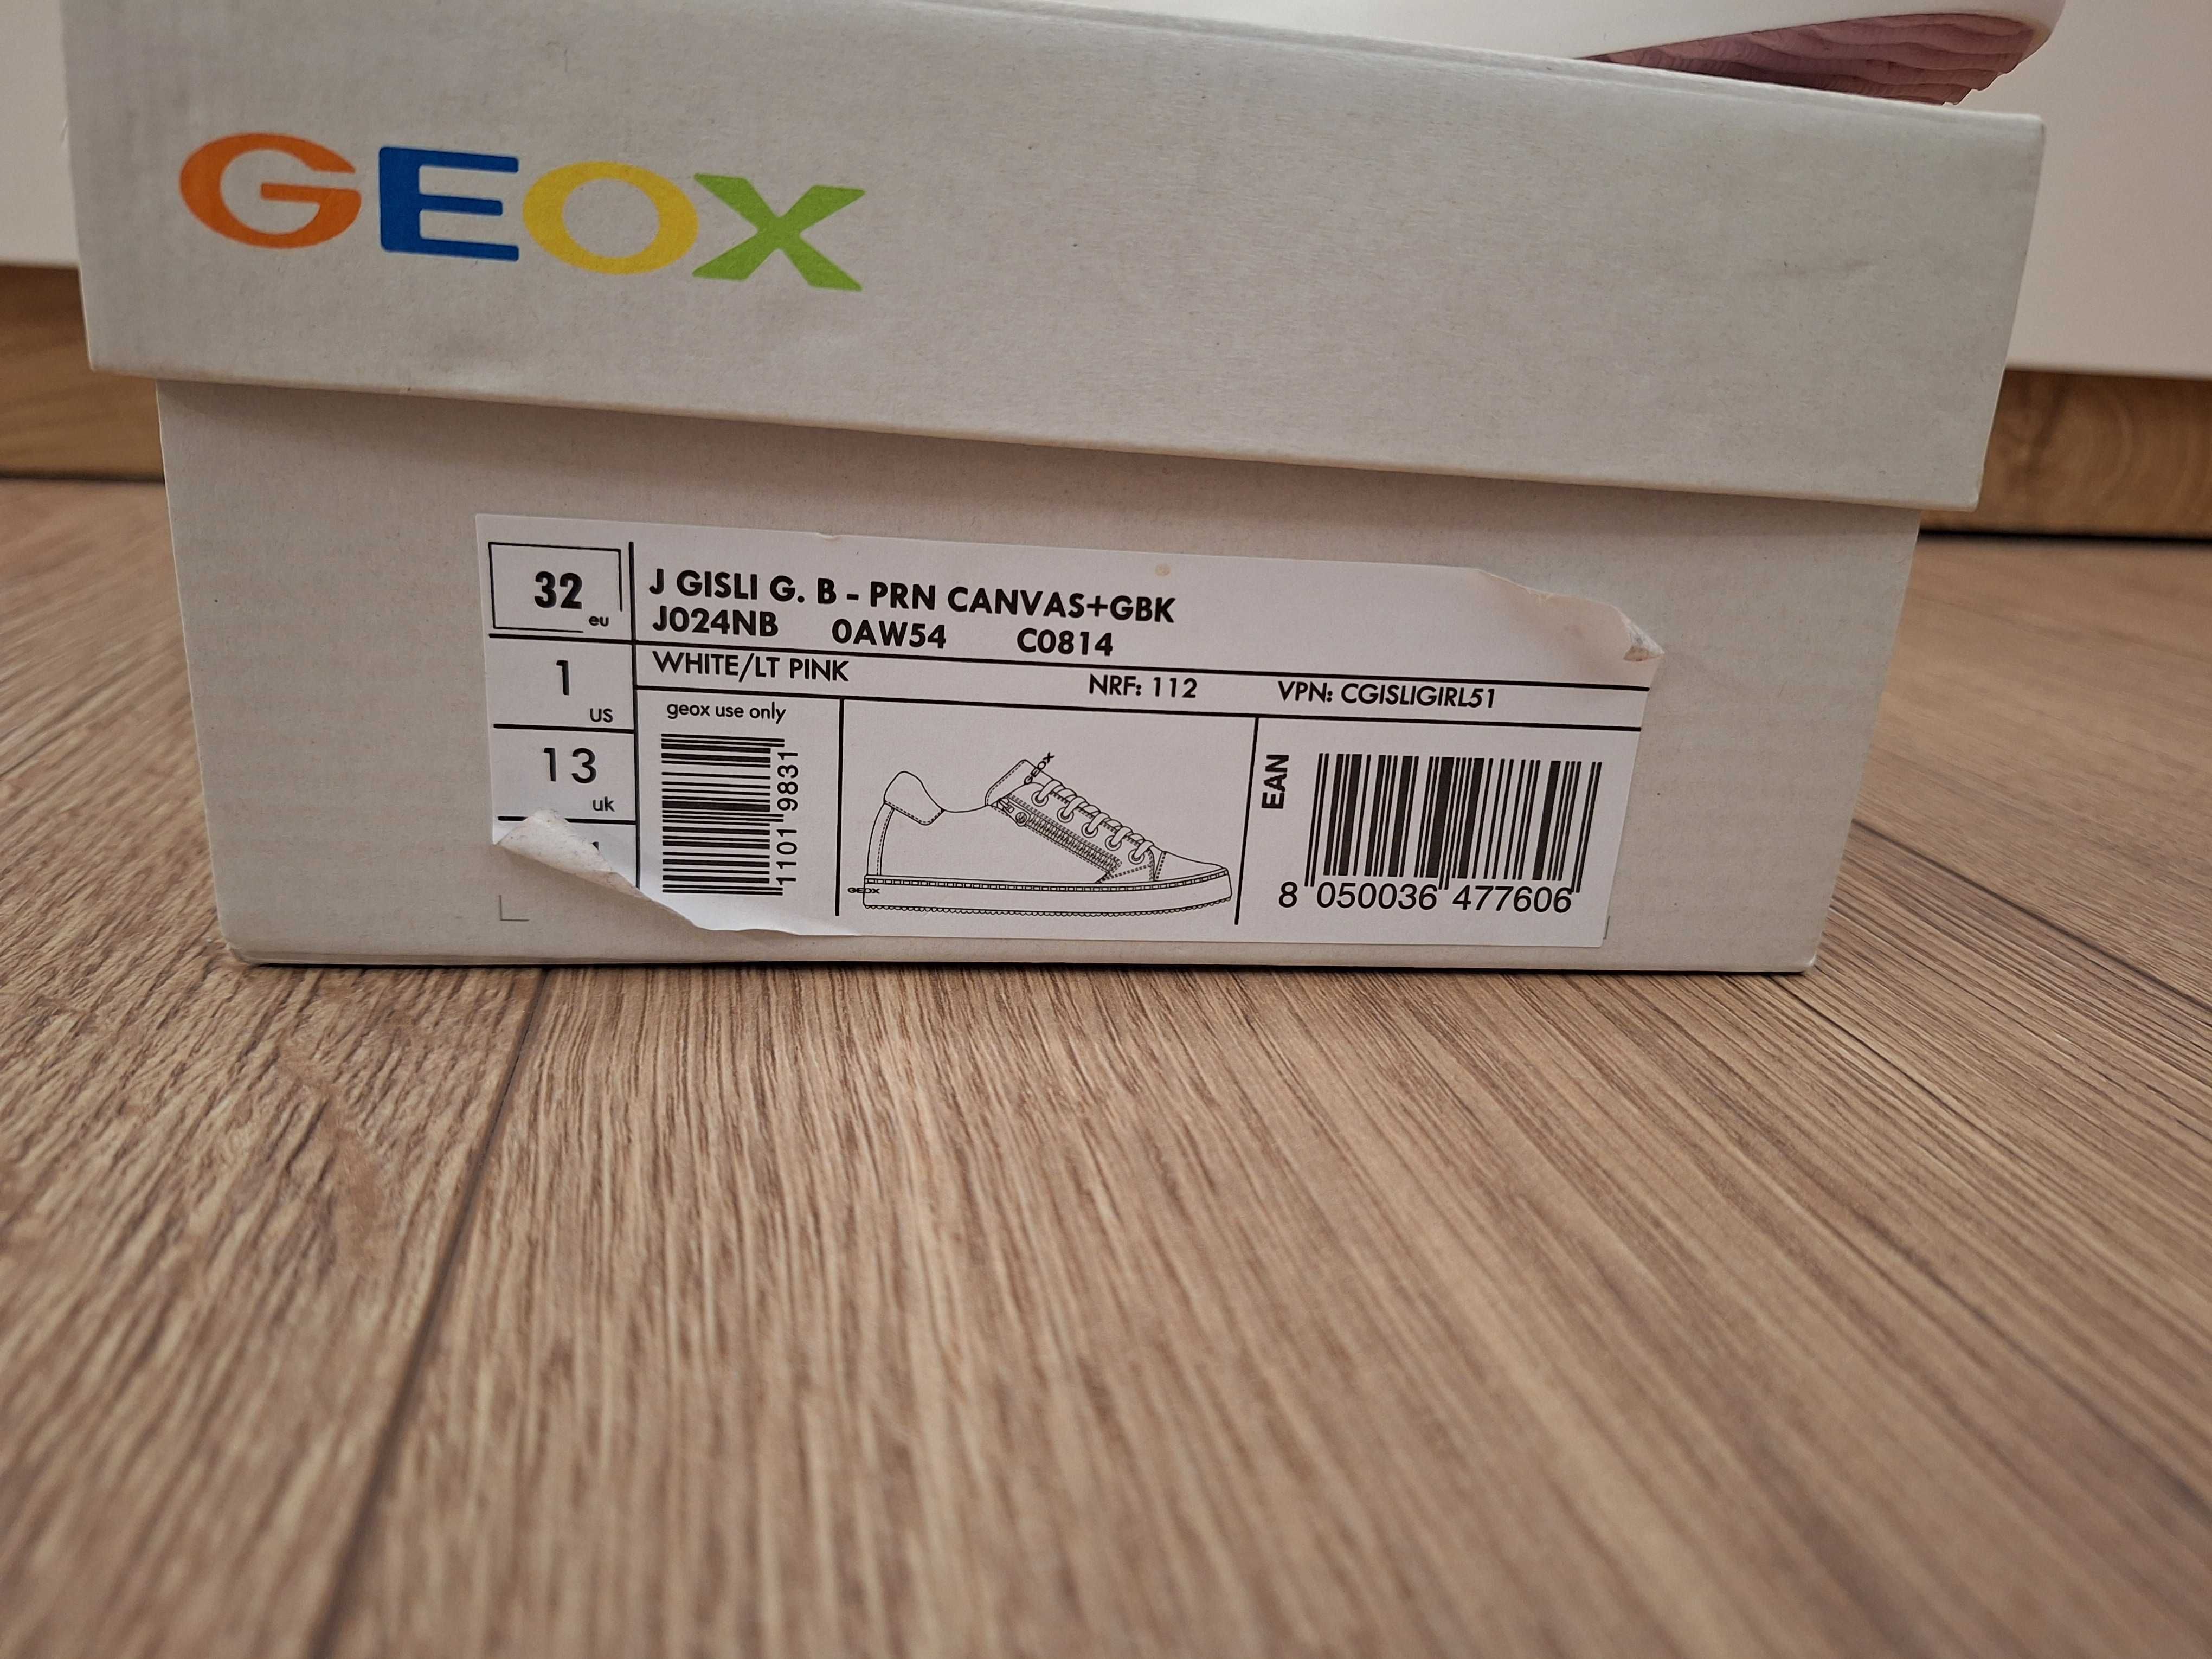 GEOX
32 eu
1 US
13 uk
J GISLI G. B - PRN CANVAS+GBK
J024NB 0AW54 C0814
WHITE/LT PINK NRF: 112 VPN: CGISLIGIRL51
geox use only
1101 9831
GEOX
GEOX
EAN
8 050036 477606